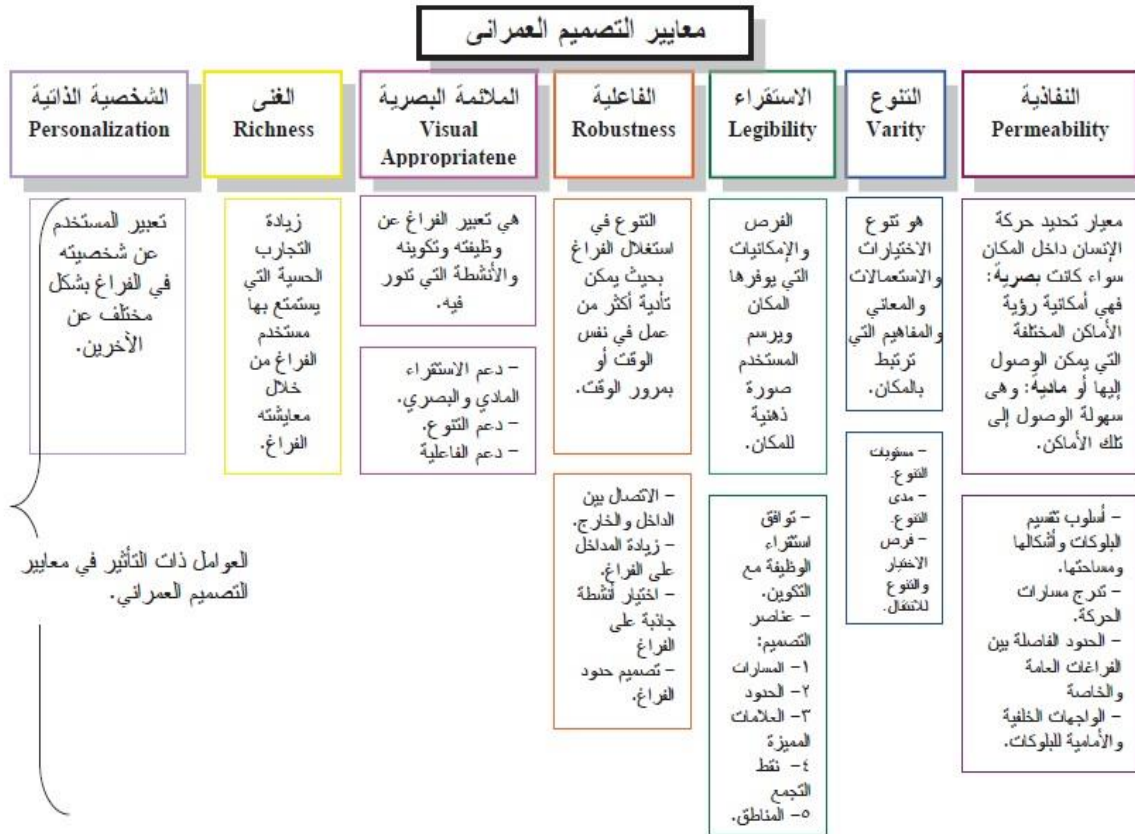 معايير التصميم العمرانى
النفاذية
Permeability
معيار تحديد حركة
الإنسان داخل المكان
سواء كانت بصرية:
فهي أمكانية رؤية
الأماكن المختلفة
التي يمكن الوصول
إليها أو مادية: وهى
سهولة الوصول إلى
تلك الأماكن.
– أسلوب تقسيم
البلوكات وأشكالها
ومساحتها.
– تدرج مسارات
الحركة.
– الحدود الفاصلة بين
الفراغات العامة
والخاصة
– الواجهات الخلفية
والأمامية للبلوكات.
التنوع
Varity
هو تنوع
الاختيارات
والاستعمالات
والمعاني
والمفاهيم التي
ترتبط
بالمكان.
– مستويات
التنوع.
– مدى
التنوع.
– فرص
الاختيار
والتنوع
للانتقال.
الاستقراء
Legibility
الفرص
والإمكانيات
التي يوفرها
المكان
ويرسم
المستخدم
صورة
ذهنية
للمكان.
– توافق
استقراء
الوظيفة مع
التكوين.
– عناصر
التصميم:
١– المسارات
٢– الحدود
٣– العلامات
المميزة
٤– نقط
التجمع
٥– المناطق.
الفاعلية
Robustness
التنوع في
استغلال الفراغ
بحيث يمكن
تأدية أكثر من
عمل في نفس
الوقت أو
بمرور الوقت.
– الاتصال بين
الداخل والخارج.
– زيادة المداخل
على الفراغ.
– اختيار أنشطة
جاذبة على
الفراغ
– تصميم حدود
الفراغ.
الملائمة البصرية
Visual
Appropriatene
هي تعبير الفراغ عن
وظيفته وتكوينه
والأنشطة التي تدور
فيه.
– دعم الاستقراء
المادي والبصري.
– دعم التنوع.
– دعم الفاعلية
الغنى
Richness
زيادة
التجارب
الحسية التي
يستمتع بها
مستخدم
الفراغ من
خلال
معايشته
الفراغ.
الشخصية الذاتية
Personalization
تعبير المستخدم
عن شخصيته
في الفراغ بشكل
مختلف عن
الآخرين.
العوامل ذات التأثير في معايير
التصميم العمراني.